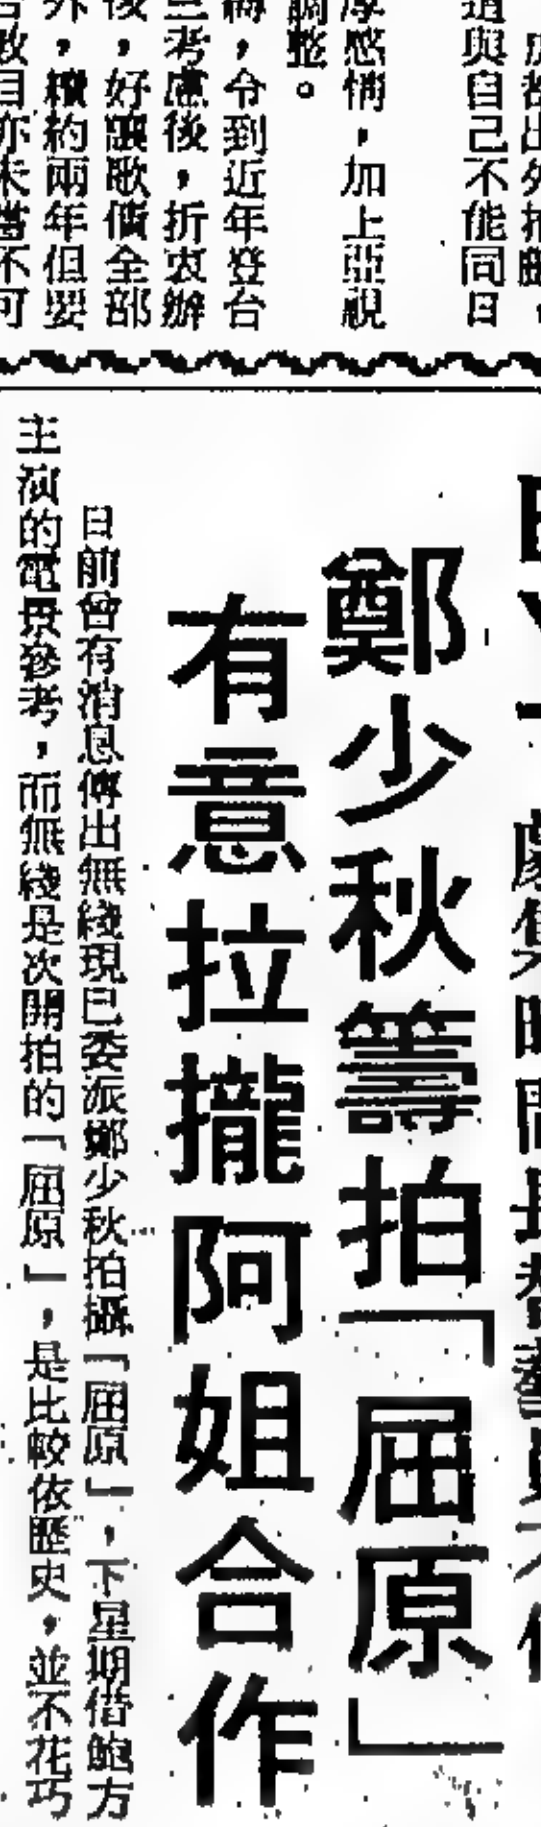 適與自己不能同日
厚感情，加上亞視
調整。
，令到近年登台
三考慮後，折衷辦
後，好讓歌價全部
外，續約兩年但要
數目亦未嘗不可
鄭少秋籌拍「屈原」
有意拉攏阿姐合作
日前曾有消息傳出無綫現已委派鄭少秋拍攝「屈原」，下星期借鮑方
主演的電影參考，而無綫是次開拍的「屈原」，是比較依歷史，並不花巧